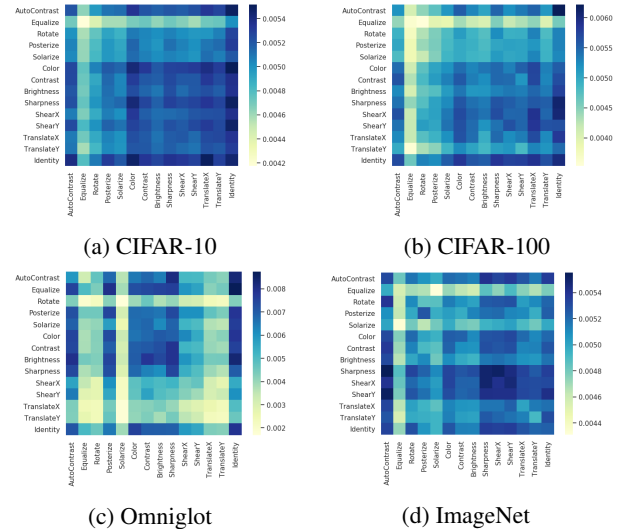 AutoContrast
Equalize
Rotate
Posterize
Solarize
Color
Contrast
Brightness
Sharpness
ShearX
ShearY
TranslateX
TranslateY
Identity
AutoContrast
Equalize
Rotate
Posterize
Solarize
Color
Contrast
Brightness
Sharpness
ShearX
ShearY
TranslateX
TranslateY
Identity
0.0054
0.0052
0.0050
0.0048
0.0046
0.0044
0.0042
(a) CIFAR-10
AutoContrast
Equalize
Rotate
Posterize
Solarize
Color
Contrast
Brightness
Sharpness
ShearX
ShearY
TranslateX
TranslateY
Identity
AutoContrast
Equalize
Rotate
Posterize
Solarize
Color
Contrast
Brightness
Sharpness
ShearX
ShearY
TranslateX
TranslateY
Identity
0.0060
0.0055
0.0050
0.0045
0.0040
(b) CIFAR-100
AutoContrast
Equalize
Rotate
Posterize
Solarize
Color
Contrast
Brightness
Sharpness
ShearX
ShearY
TranslateX
TranslateY
Identity
AutoContrast
Equalize
Rotate
Posterize
Solarize
Color
Contrast
Brightness
Sharpness
ShearX
ShearY
TranslateX
TranslateY
Identity
0.008
0.007
0.006
0.005
0.004
0.003
0.002
(c) Omniglot
AutoContrast
Equalize
Rotate
Posterize
Solarize
Color
Contrast
Brightness
Sharpness
ShearX
ShearY
TranslateX
TranslateY
Identity
AutoContrast
Equalize
Rotate
Posterize
Solarize
Color
Contrast
Brightness
Sharpness
ShearX
ShearY
TranslateX
TranslateY
Identity
0.0054
0.0052
0.0050
0.0048
0.0046
0.0044
(d) ImageNet